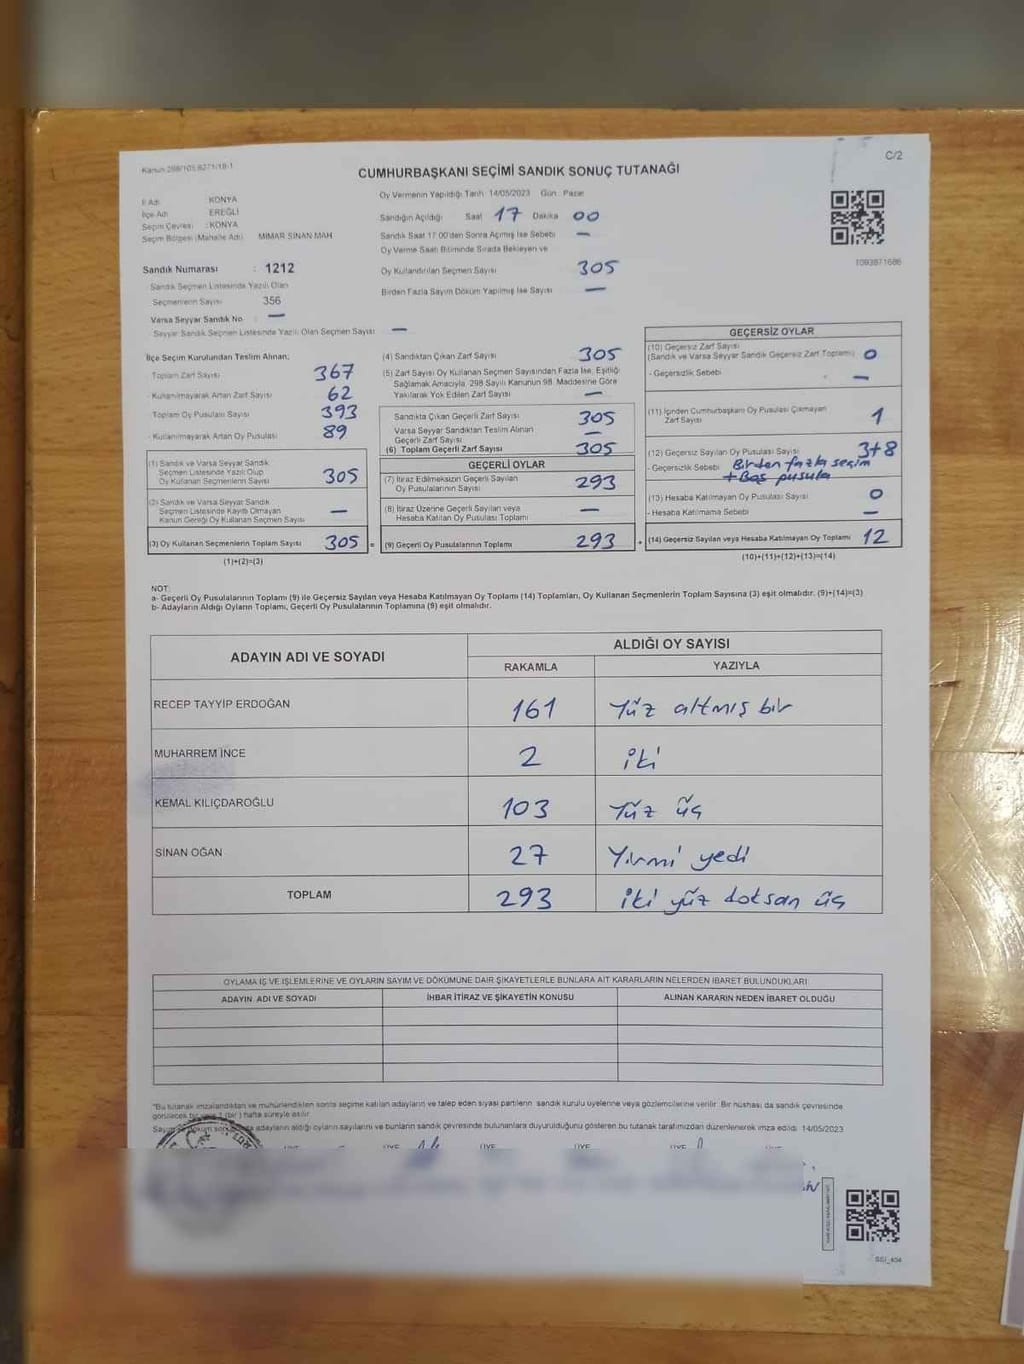 Kanun 298/105,6271/18-1
C/2
CUMHURBAŞKANI SEÇİMİ SANDIK SONUÇ TUTANAĞI
İl Adı KONYA
İlçe Adı EREĞLİ
Seçim Çevresi : KONYA
Seçim Bölgesi (Mahalle Adı) MİMAR SİNAN MAH
Sandık Numarası : 1212
Sandık Seçmen Listesinde Yazılı Olan
Seçmenlerin Sayısı 356
Varsa Seyyar Sandık No : —
Seyyar Sandık Seçmen Listesinde Yazılı Olan Seçmen Sayısı : —
Oy Vermenin Yapıldığı Tarih 14/05/2023 Gün : Pazar
Sandığın Açıldığı Saat 17 Dakika 00
Sandık Saat 17.00'den Sonra Açılmış İse Sebebi —
Oy Verme Saati Bitiminde Sırada Bekleyen ve
Oy Kullandırılan Seçmen Sayısı 305
Birden Fazla Sayım Döküm Yapılmış İse Sayısı —
1093871686
İlçe Seçim Kurulundan Teslim Alınan;
- Toplam Zarf Sayısı 367
- Kullanılmayarak Artan Zarf Sayısı 62
- Toplam Oy Pusulası Sayısı 393
- Kullanılmayarak Artan Oy Pusulası 89
(1) Sandık ve Varsa Seyyar Sandık
Seçmen Listesinde Yazılı Olup
Oy Kullanan Seçmenlerin Sayısı 305
(2) Sandık ve Varsa Seyyar Sandık
Seçmen Listesinde Kayıtlı Olmayan
Kanun Gereği Oy Kullanan Seçmen Sayısı —
(3) Oy Kullanan Seçmenlerin Toplam Sayısı 305 =
(1)+(2)=(3)
(4) Sandıktan Çıkan Zarf Sayısı 305
(5) Zarf Sayısı Oy Kullanan Seçmen Sayısından Fazla İse, Eşitliği
Sağlamak Amacıyla, 298 Sayılı Kanunun 98. Maddesine Göre
Yakılarak Yok Edilen Zarf Sayısı —
Sandıkta Çıkan Geçerli Zarf Sayısı 305
Varsa Seyyar Sandıktan Teslim Alınan
Geçerli Zarf Sayısı —
(6) Toplam Geçerli Zarf Sayısı 305
GEÇERLİ OYLAR
(7) İtiraz Edilmeksizin Geçerli Sayılan
Oy Pusulalarının Sayısı 293
(8) İtiraz Üzerine Geçerli Sayılan veya
Hesaba Katılan Oy Pusulası Toplamı —
(9) Geçerli Oy Pusulalarının Toplamı 293 +
GEÇERSİZ OYLAR
(10) Geçersiz Zarf Sayısı
(Sandık ve Varsa Seyyar Sandık Geçersiz Zarf Toplamı) 0
- Geçersizlik Sebebi —
(11) İçinden Cumhurbaşkanı Oy Pusulası Çıkmayan
Zarf Sayısı 1
(12) Geçersiz Sayılan Oy Pusulası Sayısı 3+8
- Geçersizlik Sebebi Birden fazla seçim
+ Boş pusula
(13) Hesaba Katılmayan Oy Pusulası Sayısı 0
- Hesaba Katılmama Sebebi —
(14) Geçersiz Sayılan veya Hesaba Katılmayan Oy Toplamı 12
(10)+(11)+(12)+(13)=(14)
NOT:
a- Geçerli Oy Pusulalarının Toplamı (9) ile Geçersiz Sayılan veya Hesaba Katılmayan Oy Toplamı (14) Toplamları, Oy Kullanan Seçmenlerin Toplam Sayısına (3) eşit olmalıdır. (9)+(14)=(3)
b- Adayların Aldığı Oyların Toplamı, Geçerli Oy Pusulalarının Toplamına (9) eşit olmalıdır.
ADAYIN ADI VE SOYADI ALDIĞI OY SAYISI
RAKAMLA YAZIYLA
RECEP TAYYİP ERDOĞAN 161 Yüz altmış bir
MUHARREM İNCE 2 iki
KEMAL KILIÇDAROĞLU 103 Yüz üç
SİNAN OĞAN 27 Yirmi yedi
TOPLAM 293 iki yüz doksan üç
OYLAMA İŞ VE İŞLEMLERİNE VE OYLARIN SAYIM VE DÖKÜMÜNE DAİR ŞİKAYETLERLE BUNLARA AİT KARARLARIN NELERDEN İBARET BULUNDUKLARI
ADAYIN ADI VE SOYADI İHBAR İTİRAZ VE ŞİKAYETİN KONUSU ALINAN KARARIN NEDEN İBARET OLDUĞU
*Bu tutanak imzalandıktan ve mühürlendikten sonra seçime katılan adayların ve talep eden siyasi partilerin sandık kurulu üyelerine veya gözlemcilerine verilir. Bir nüshası da sandık çevresinde
görülecek bir yere 1 (bir) hafta süreyle asılır.
Sayım ve döküm sonunda adayların aldığı oyların sayılarını ve bunların sandık çevresinde bulunanlara duyurulduğunu gösteren bu tutanak tarafımızdan düzenlenerek imza edildi. 14/05/2023
ÜYE ÜYE ÜYE